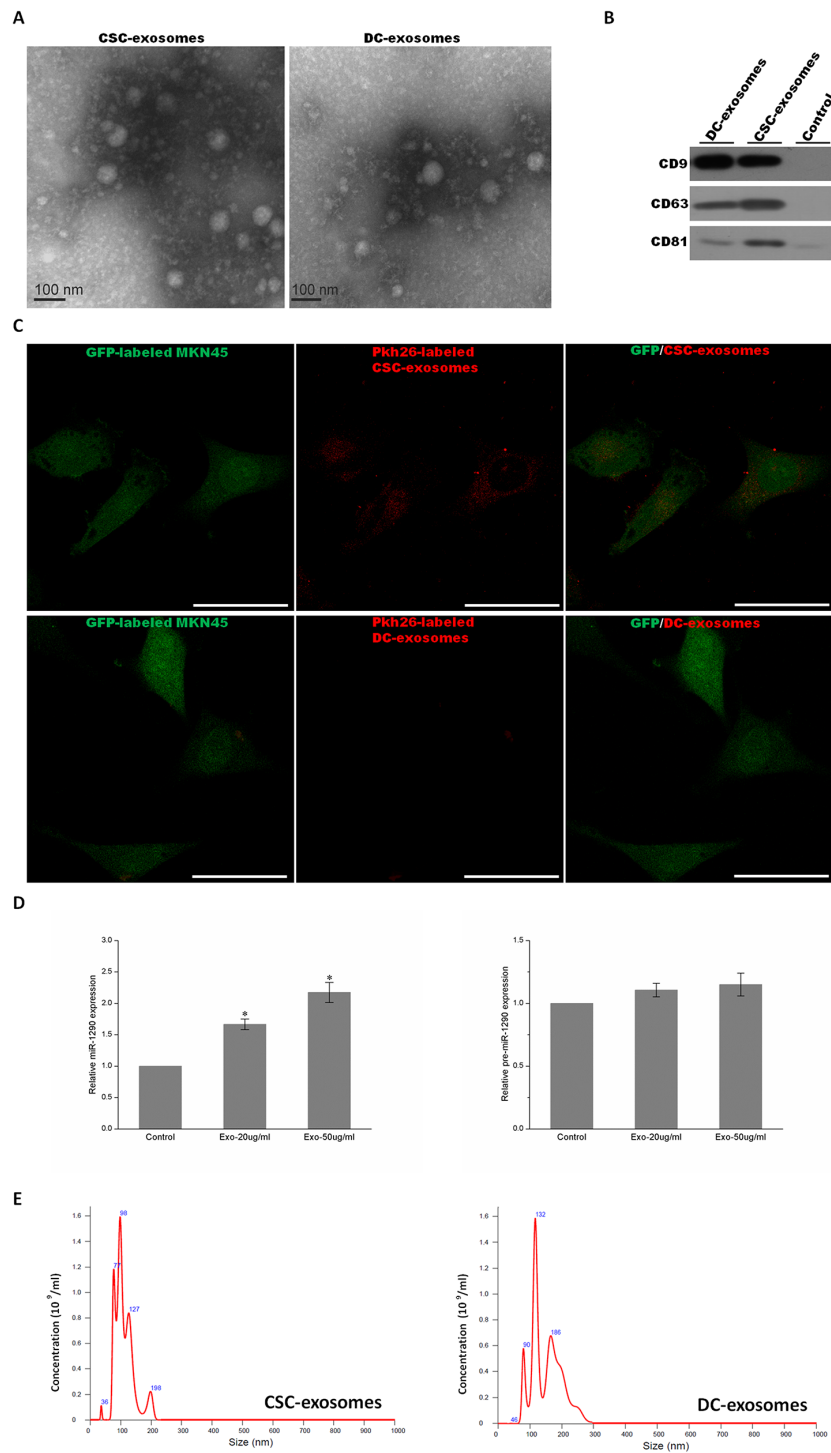 A
CSC-exosomes
DC-exosomes
100 nm
100 nm
B
DC-exosomes
CSC-exosomes
Control
CD9
CD63
CD81
C
GFP-labeled MKN45
Pkh26-labeled
CSC-exosomes
GFP/CSC-exosomes
GFP-labeled MKN45
Pkh26-labeled
DC-exosomes
GFP/DC-exosomes
D
Relative miR-1290 expression
3.0
2.5
2.0
1.5
1.0
0.5
0.0
*
*
Control
Exo-20ug/ml
Exo-50ug/ml
Relative pre-miR-1290 expression
1.5
1.0
0.5
0.0
Control
Exo-20ug/ml
Exo-50ug/ml
E
Concentration (10 9/ml)
1.6
1.4
1.2
1.0
0.8
0.6
0.4
0.2
36
77
98
127
198
CSC-exosomes
0 100 200 300 400 500 600 700 800 900 1000
Size (nm)
Concentration (10 9/ml)
1.6
1.4
1.2
1.0
0.8
0.6
0.4
0.2
0
46
90
132
186
DC-exosomes
0 100 200 300 400 500 600 700 800 900 1000
Size (nm)